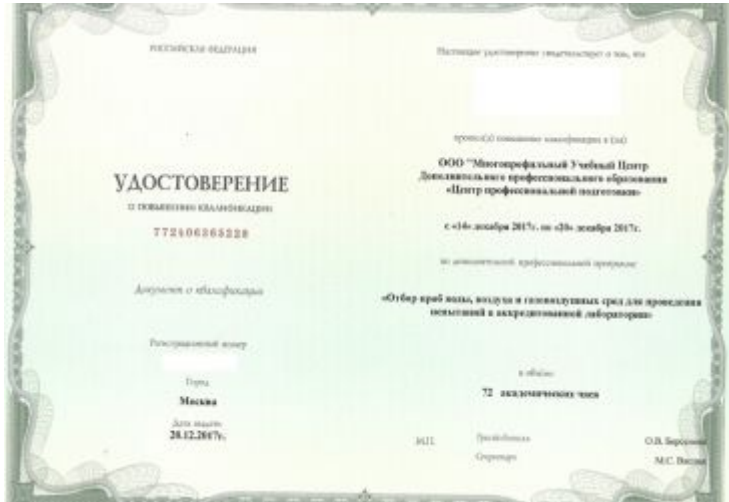 РОССИЙСКАЯ ФЕДЕРАЦИЯ
УДОСТОВЕРЕНИЕ
О ПОВЫШЕНИИ КВАЛИФИКАЦИИ
772406365228
Документ о квалификации
Регистрационный номер
Город
Москва
Дата выдачи
20.12.2017г.
Настоящее удостоверение свидетельствует о том, что
прошел(а) повышение квалификации в (на)
ООО "Многопрофильный Учебный Центр
Дополнительного профессионального образования
«Центр профессиональной подготовки»
декабря 2017г. по «20» декабря 2017г.
по дополнительной профессиональной программе
«Отбор проб воды, воздуха и газовоздушных сред для проведения
испытаний в аккредитованной лаборатории»
в объёме
72 академических часа
М.П.
Секретарь
О.В.
М.С.